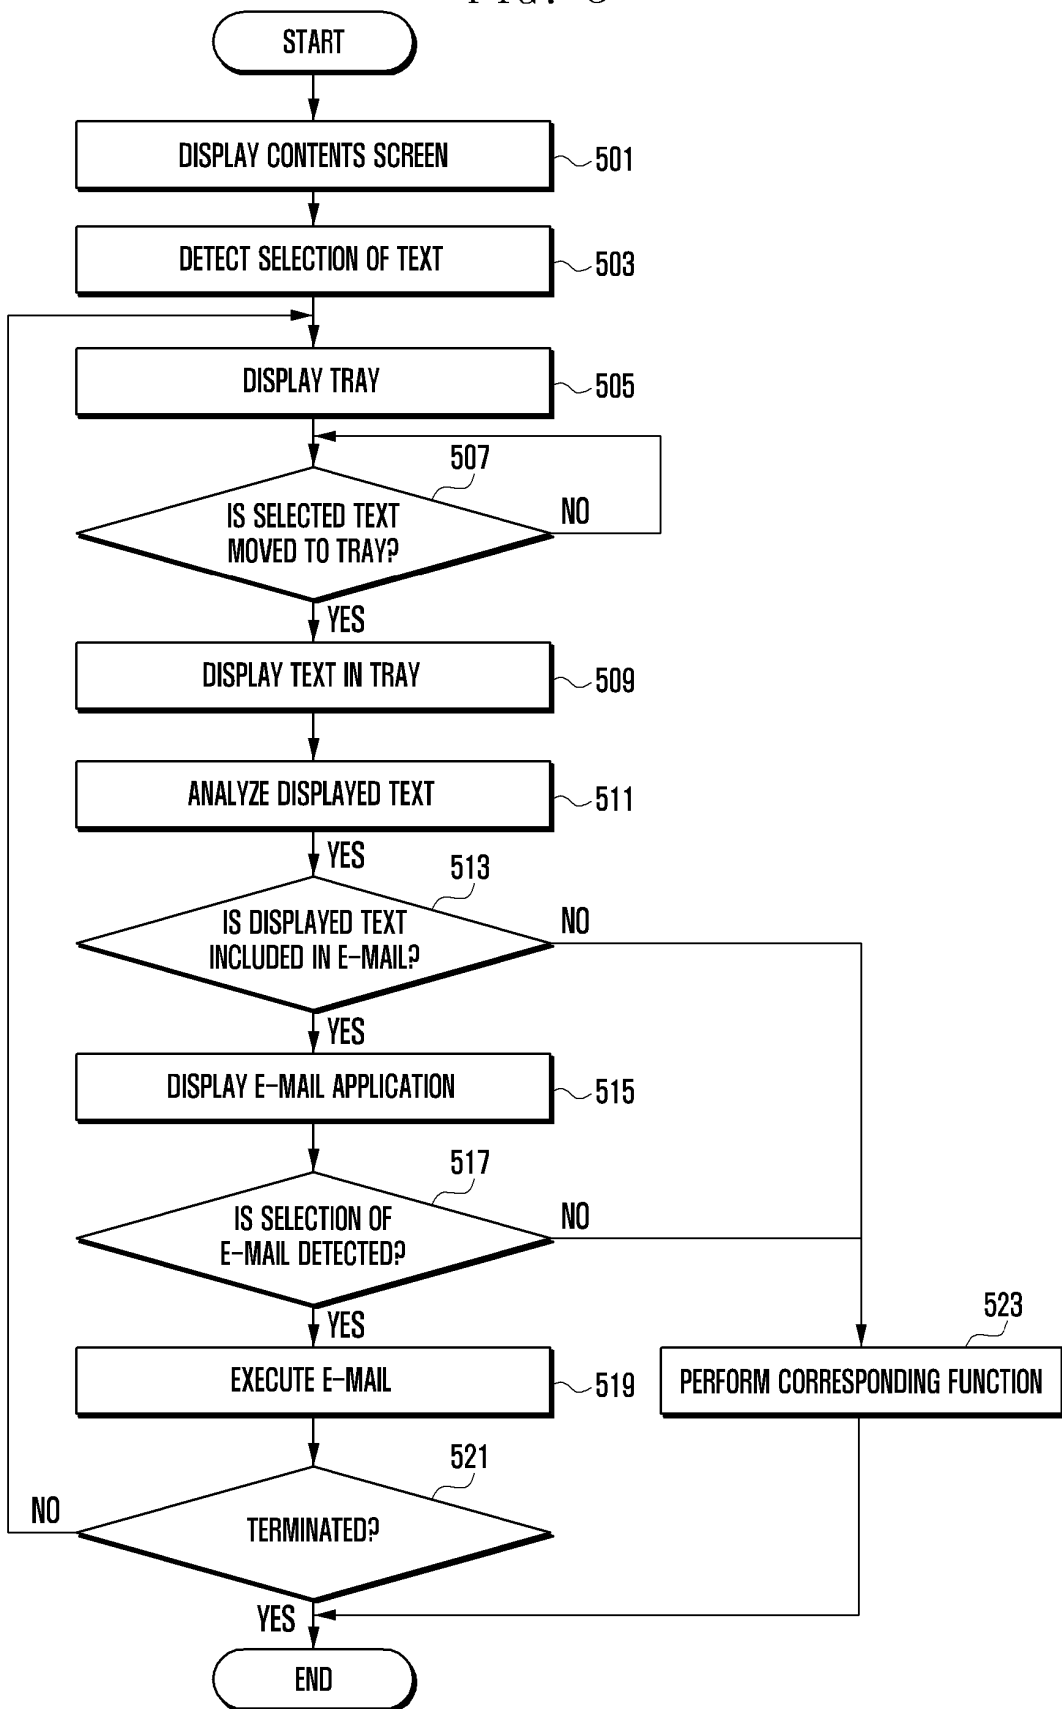 START
DISPLAY CONTENTS SCREEN
501
DETECT SELECTION OF TEXT
503
DISPLAY TRAY
505
507
IS SELECTED TEXT
MOVED TO TRAY?
NO
YES
DISPLAY TEXT IN TRAY
509
ANALYZE DISPLAYED TEXT
511
YES
513
IS DISPLAYED TEXT
INCLUDED IN E-MAIL?
NO
YES
DISPLAY E-MAIL APPLICATION
515
517
IS SELECTION OF
E-MAIL DETECTED?
NO
YES
523
EXECUTE E-MAIL
519
PERFORM CORRESPONDING FUNCTION
521
TERMINATED?
NO
YES
END